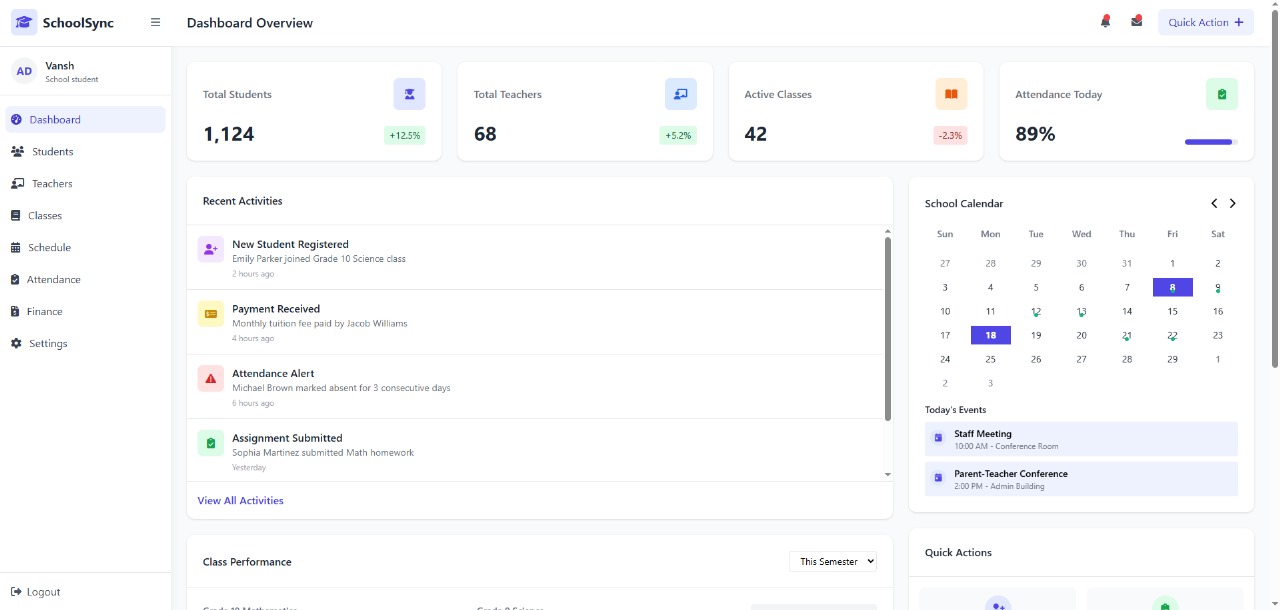 SchoolSync
Dashboard Overview
Quick Action +
AD
Vansh
School student
Dashboard
Students
Teachers
Classes
Schedule
Attendance
Finance
Settings
Logout
Total Students
1,124
+12.5%
Total Teachers
68
+5.2%
Active Classes
42
-2.3%
Attendance Today
89%
Recent Activities
New Student Registered
Emily Parker joined Grade 10 Science class
2 hours ago
Payment Received
Monthly tuition fee paid by Jacob Williams
4 hours ago
Attendance Alert
Michael Brown marked absent for 3 consecutive days
6 hours ago
Assignment Submitted
Sophia Martinez submitted Math homework
Yesterday
View All Activities
School Calendar
Sun Mon Tue Wed Thu Fri Sat
27 28 29 30 31 1 2
3 4 5 6 7 8 9
10 11 12 13 14 15 16
17 18 19 20 21 22 23
24 25 26 27 28 29 1
2 3
Today's Events
Staff Meeting
10:00 AM - Conference Room
Parent-Teacher Conference
2:00 PM - Admin Building
Class Performance
This Semester
Quick Actions